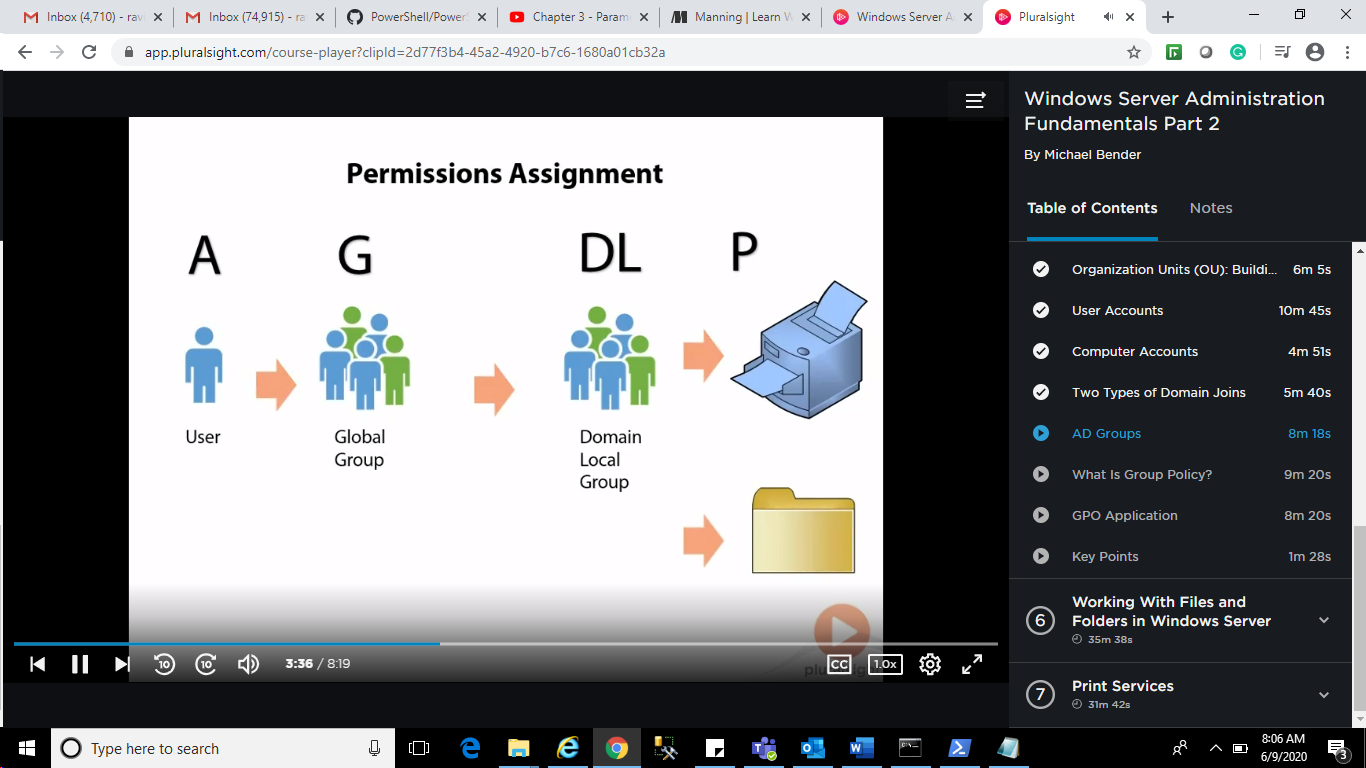 Inbox (4,710) - rav
Inbox (74,915) - ra
PowerShell/Power
Chapter 3 - Param
Manning | Learn W
Windows Server A
Pluralsight
app.pluralsight.com/course-player?clipId=2d77f3b4-45a2-4920-b7c6-1680a01cb32a
Permissions Assignment
A G DL P
User
Global
Group
Domain
Local
Group
3:36 / 8:19
CC
1.0x
10
10
Windows Server Administration
Fundamentals Part 2
By Michael Bender
Table of Contents
Notes
Organization Units (OU): Buildi... 6m 5s
User Accounts 10m 45s
Computer Accounts 4m 51s
Two Types of Domain Joins 5m 40s
AD Groups 8m 18s
What Is Group Policy? 9m 20s
GPO Application 8m 20s
Key Points 1m 28s
6
Working With Files and
Folders in Windows Server
35m 38s
7
Print Services
31m 42s
Type here to search
8:06 AM
6/9/2020
3